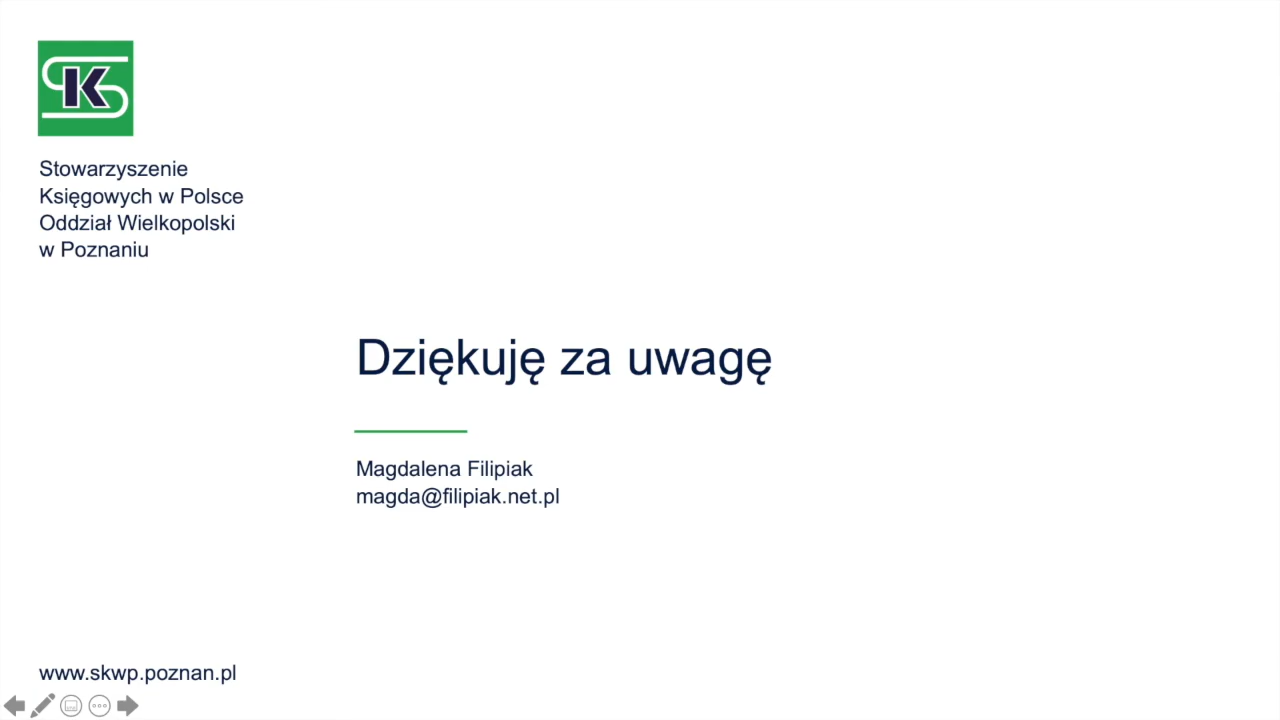 SKS
Stowarzyszenie
Księgowych w Polsce
Oddział Wielkopolski
w Poznaniu
Dziękuję za uwagę
Magdalena Filipiak
magda@filipiak.net.pl
www.skwp.poznan.pl